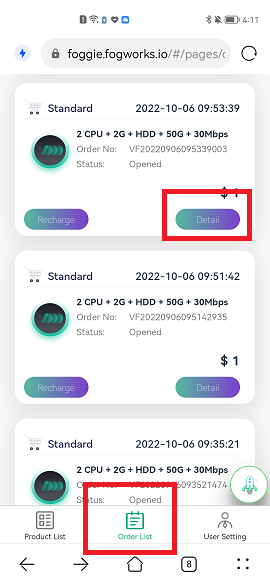 4:11
foggie.fogworks.io/#/pages/c
Standard 2022-10-06 09:53:39
2 CPU + 2G + HDD + 50G + 30Mbps
Order No: VF20220906095339003
Status: Opened
$ 1
Recharge Detail
Standard 2022-10-06 09:51:42
2 CPU + 2G + HDD + 50G + 30Mbps
Order No: VF20220906095142935
Status: Opened
$ 1
Recharge Detail
Standard 2022-10-06 09:35:21
2 CPU + 2G + HDD + 50G + 30Mbps
Order No:
Status: Opened
Product List Order List User Setting
8